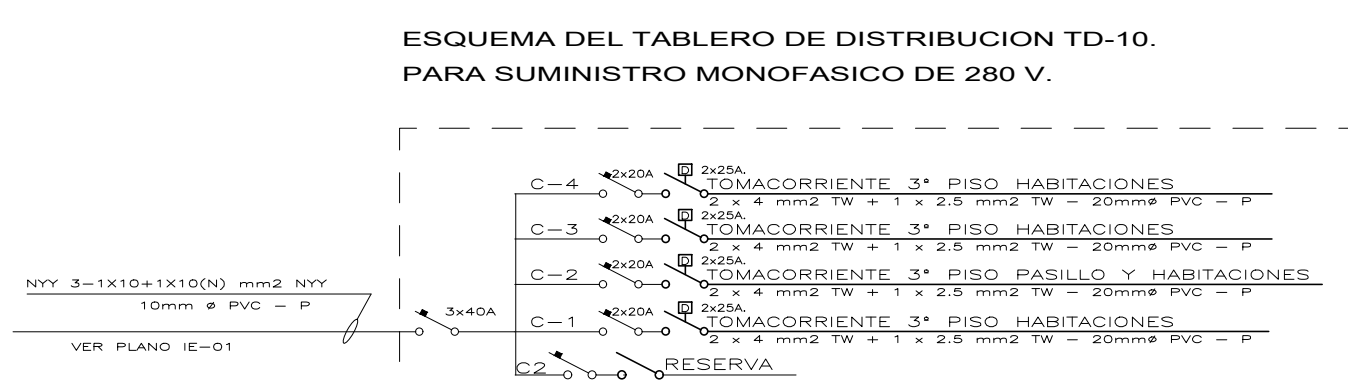 ESQUEMA DEL TABLERO DE DISTRIBUCION TD-10.
PARA SUMINISTRO MONOFASICO DE 280 V.
C-4 2x20A D 2x25A. TOMACORRIENTE 3ª PISO HABITACIONES
2 x 4 mm2 TW + 1 x 2.5 mm2 TW - 20mmø PVC - P
C-3 2x20A D 2x25A. TOMACORRIENTE 3ª PISO HABITACIONES
2 x 4 mm2 TW + 1 x 2.5 mm2 TW - 20mmø PVC - P
C-2 2x20A D 2x25A. TOMACORRIENTE 3ª PISO PASILLO Y HABITACIONES
2 x 4 mm2 TW + 1 x 2.5 mm2 TW - 20mmø PVC - P
NYY 3-1X10+1X10(N) mm2 NYY
10mm ø PVC - P
3x40A
C-1 2x20A D 2x25A. TOMACORRIENTE 3ª PISO HABITACIONES
2 x 4 mm2 TW + 1 x 2.5 mm2 TW - 20mmø PVC - P
VER PLANO IE-01
C2 RESERVA